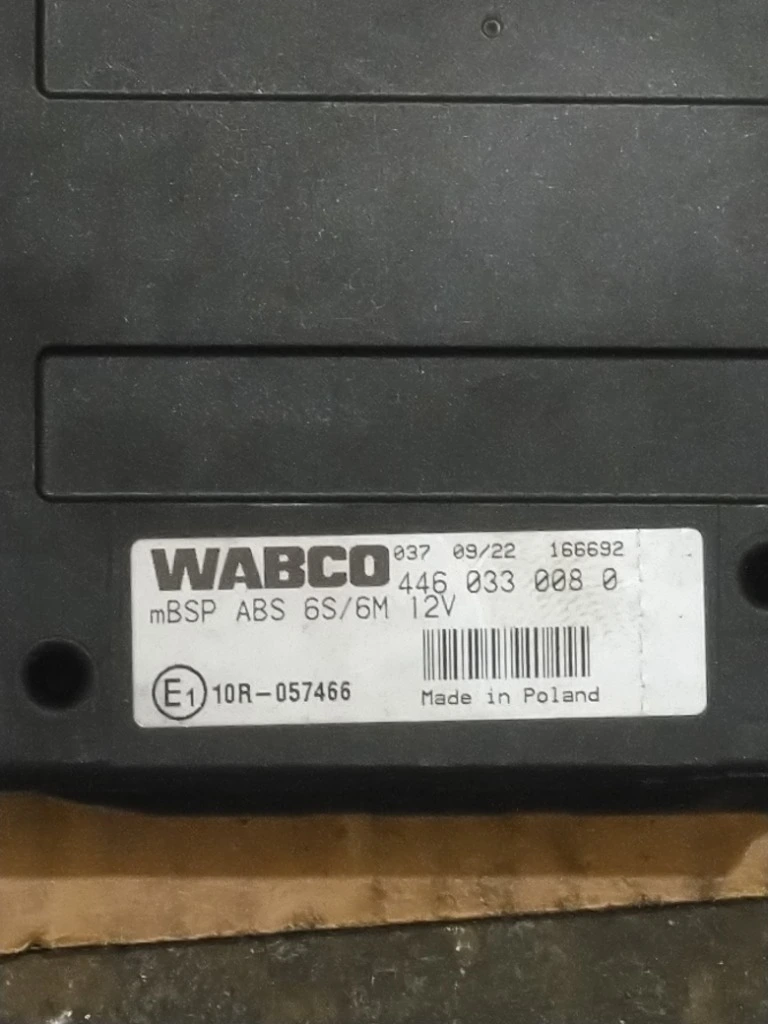 WABCO 037 09/22 166692
446 033 008 0
mBSP ABS 6S/6M 12V
E1 10R-057466
Made in Poland